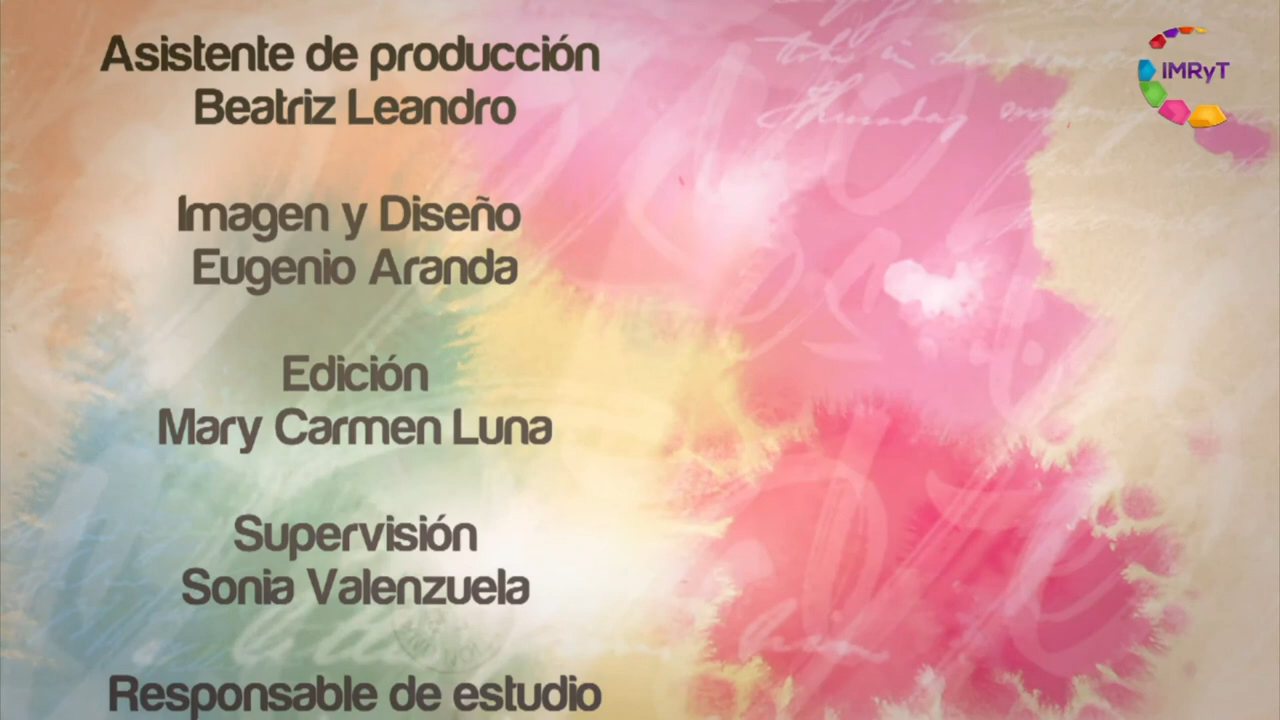 Asistente de producción
Beatriz Leandro
IMRyT
Imagen y Diseño
Eugenio Aranda
Edición
Mary Carmen Luna
Supervisión
Sonia Valenzuela
Responsable de estudio
Thursday